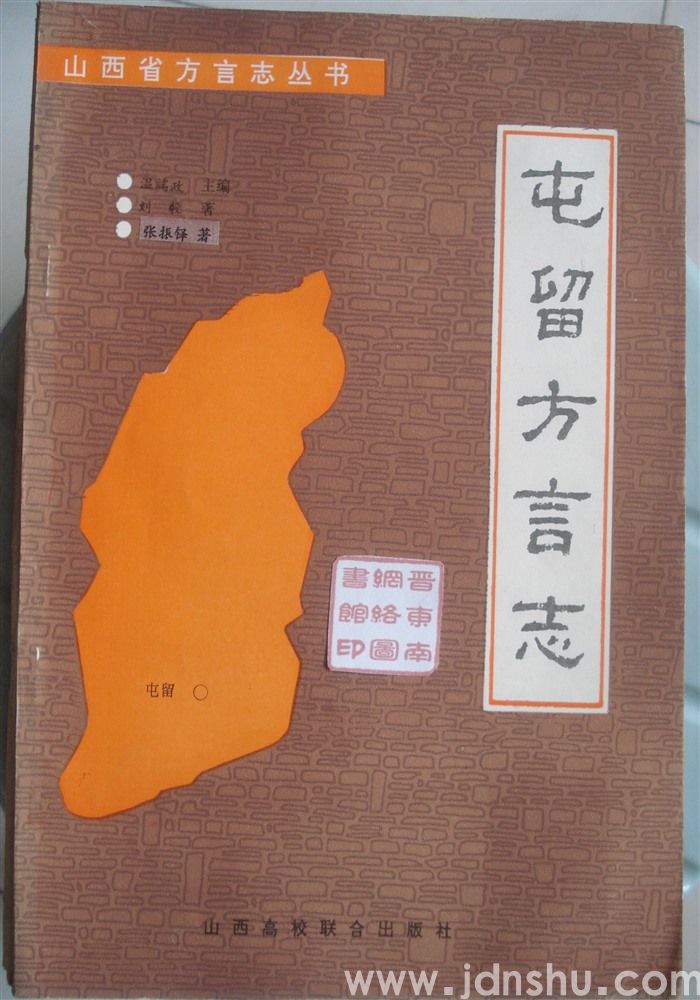 山西省方言志丛书
温端政 主编
刘 毅 著
张振铎 著
屯留方言志
晋東南
網絡圖
書館印
屯留
山西高校联合出版社
www.jdnshu.com